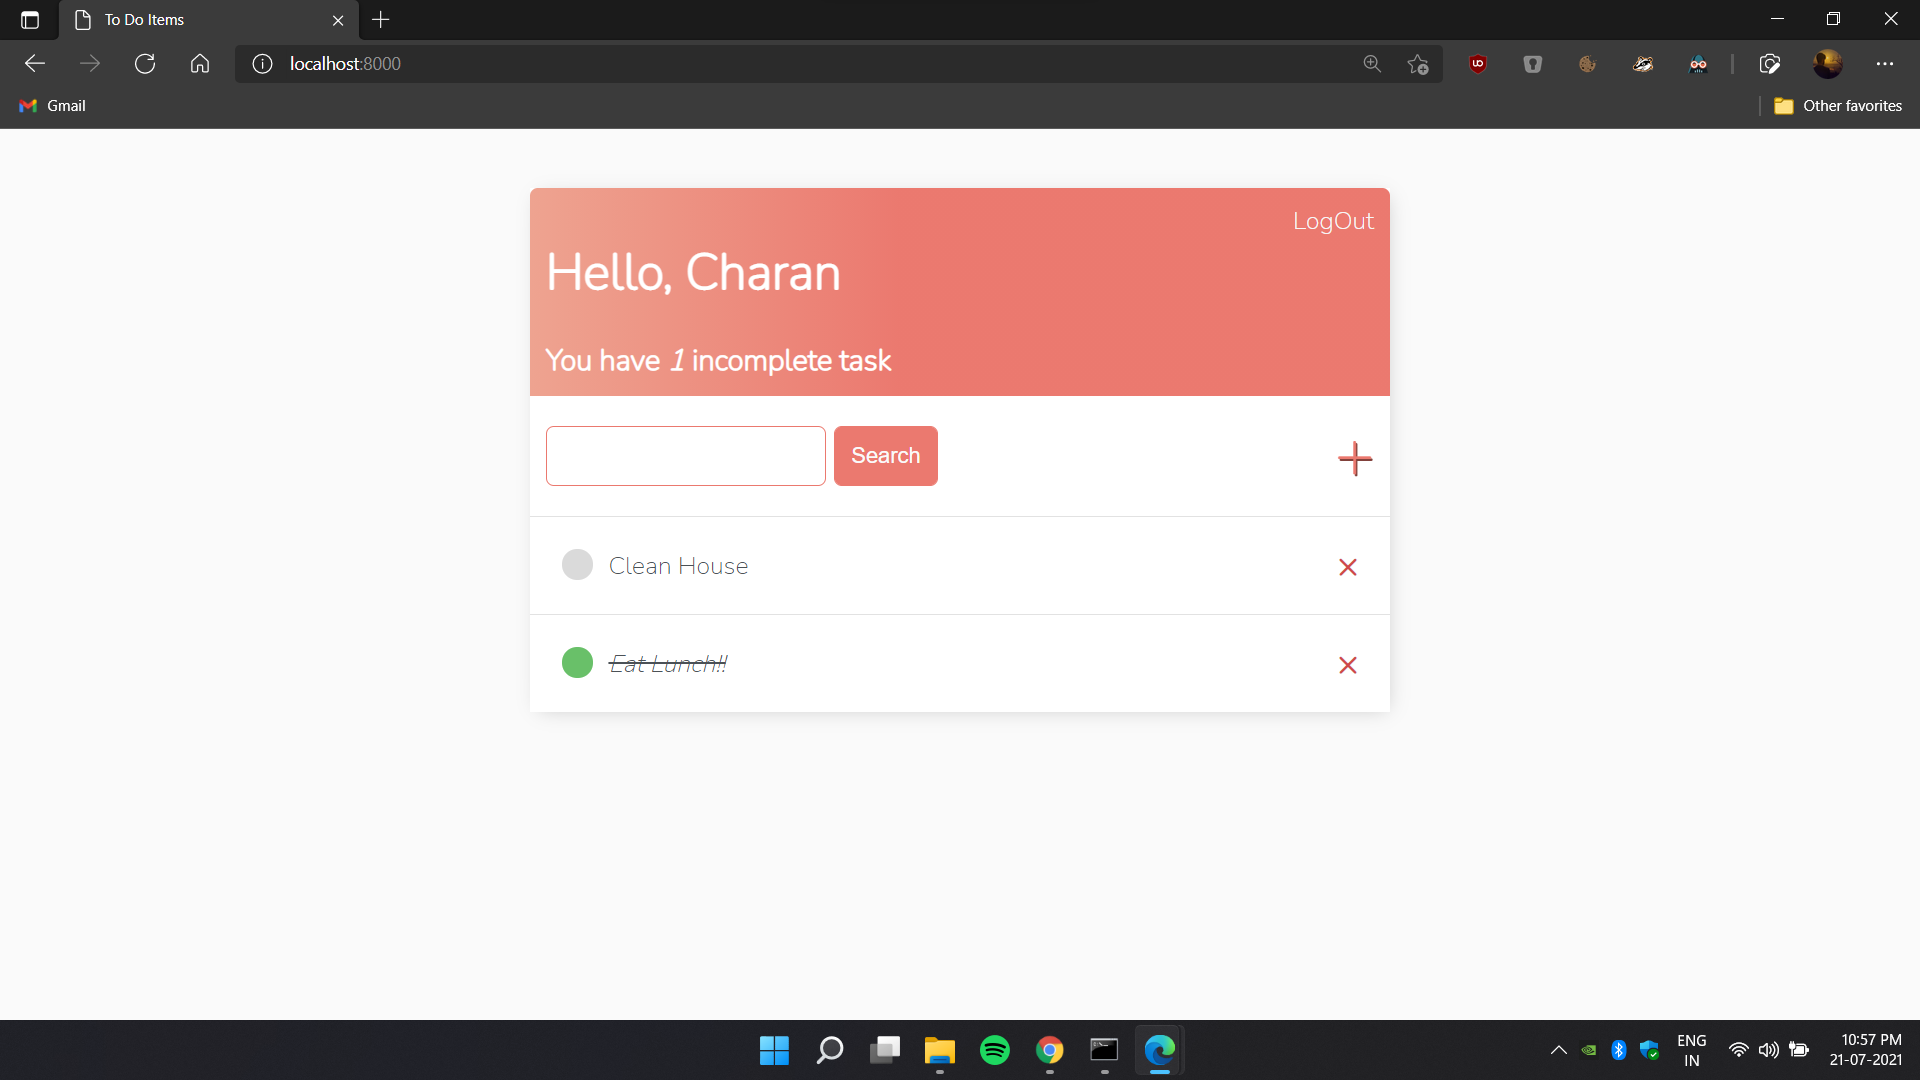 To Do Items
localhost:8000
Gmail
Other favorites
LogOut
Hello, Charan
You have 1 incomplete task
Search
Clean House
Eat Lunch!!
ENG
IN
10:57 PM
21-07-2021